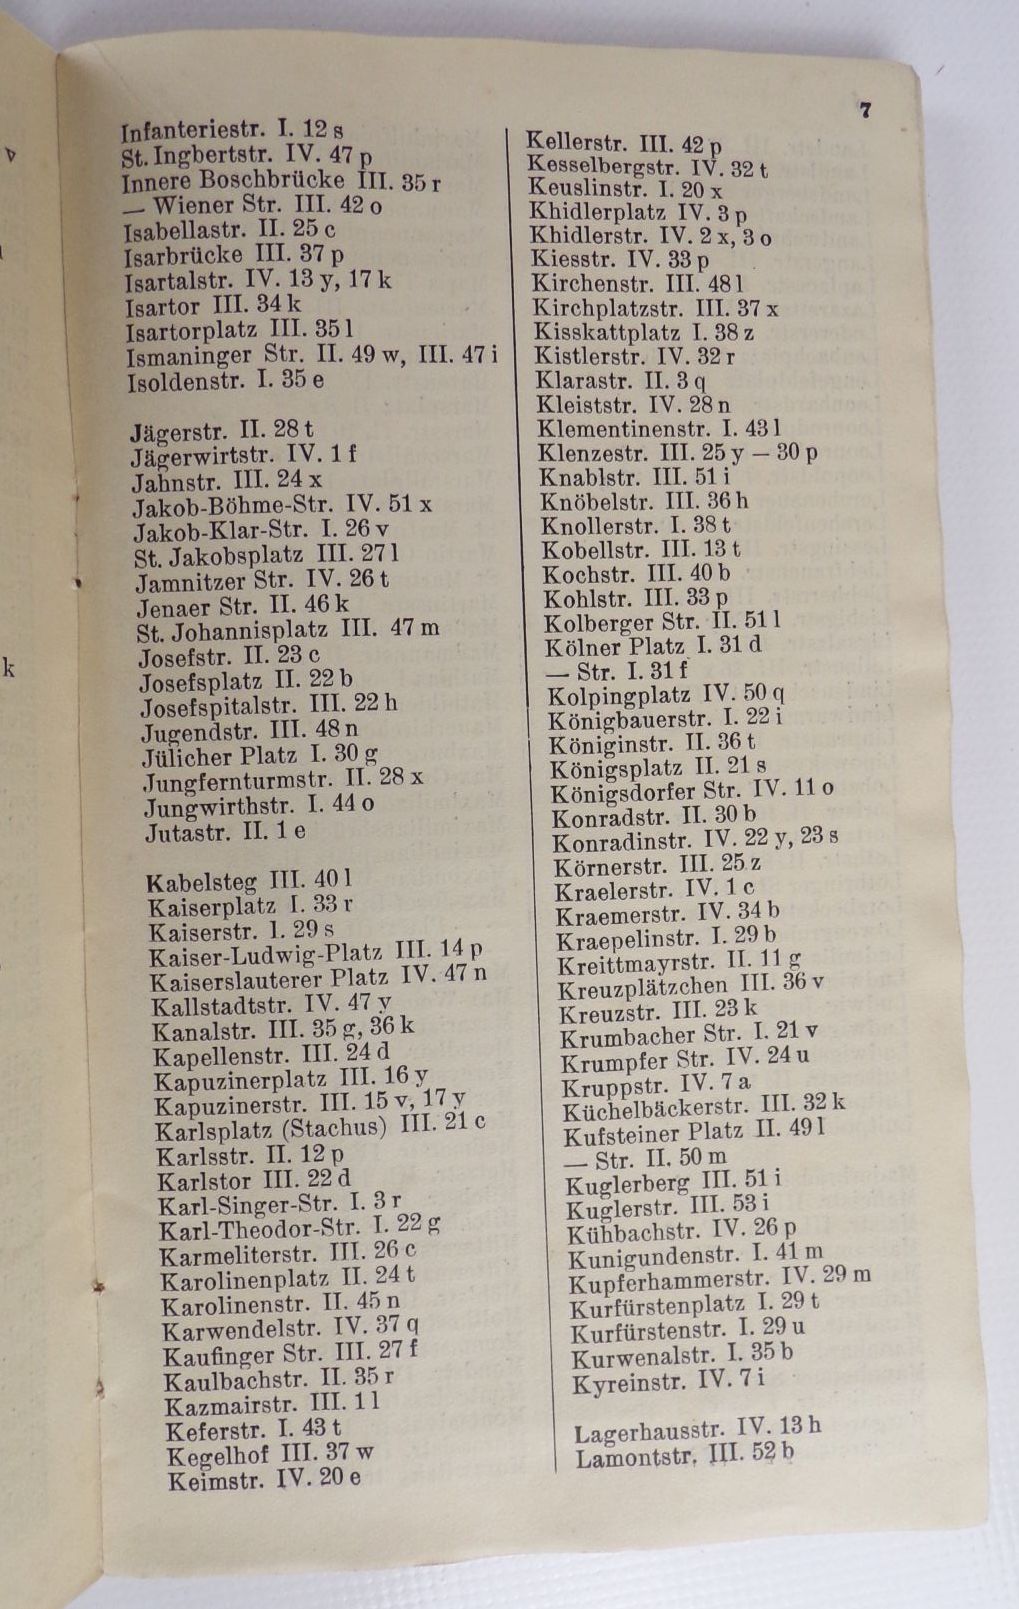 7
Infanteriestr. I. 12 s
St. Ingbertstr. IV. 47 p
Innere Boschbrücke III. 35 r
— Wiener Str. III. 42 o
Isabellastr. II. 25 c
Isarbrücke III. 37 p
Isartalstr. IV. 13 y, 17 k
Isartor III. 34 k
Isartorplatz III. 35 l
Ismaninger Str. II. 49 w, III. 47 i
Isoldenstr. I. 35 e
Jägerstr. II. 28 t
Jägerwirtstr. IV. 1 f
Jahnstr. III. 24 x
Jakob-Böhme-Str. IV. 51 x
Jakob-Klar-Str. I. 26 v
St. Jakobsplatz III. 27 l
Jamnitzer Str. IV. 26 t
Jenaer Str. II. 46 k
St. Johannisplatz III. 47 m
Josefstr. II. 23 c
Josefsplatz II. 22 b
Josefspitalstr. III. 22 h
Jugendstr. III. 48 n
Jülicher Platz I. 30 g
Jungfernturmstr. II. 28 x
Jungwirthstr. I. 44 o
Jutastr. II. 1 e
Kabelsteg III. 40 l
Kaiserplatz I. 33 r
Kaiserstr. I. 29 s
Kaiser-Ludwig-Platz III. 14 p
Kaiserslauterer Platz IV. 47 n
Kallstadtstr. IV. 47 y
Kanalstr. III. 35 g, 36 k
Kapellenstr. III. 24 d
Kapuzinerplatz III. 16 y
Kapuzinerstr. III. 15 v, 17 y
Karlsplatz (Stachus) III. 21 c
Karlsstr. II. 12 p
Karlstor III. 22 d
Karl-Singer-Str. I. 3 r
Karl-Theodor-Str. I. 22 g
Karmeliterstr. III. 26 c
Karolinenplatz II. 24 t
Karolinenstr. II. 45 n
Karwendelstr. IV. 37 q
Kaufinger Str. III. 27 f
Kaulbachstr. II. 35 r
Kazmairstr. III. 1 l
Keferstr. I. 43 t
Kegelhof III. 37 w
Keimstr. IV. 20 e
Kellerstr. III. 42 p
Kesselbergstr. IV. 32 t
Keuslinstr. I. 20 x
Khidlerplatz IV. 3 p
Khidlerstr. IV. 2 x, 3 o
Kiesstr. IV. 33 p
Kirchenstr. III. 48 l
Kirchplatzstr. III. 37 x
Kisskattplatz I. 38 z
Kistlerstr. IV. 32 r
Klarastr. II. 3 q
Kleiststr. IV. 28 n
Klementinenstr. I. 43 l
Klenzestr. III. 25 y — 30 p
Knablstr. III. 51 i
Knöbelstr. III. 36 h
Knollerstr. I. 38 t
Kobellstr. III. 13 t
Kochstr. III. 40 b
Kohlstr. III. 33 p
Kolberger Str. II. 51 l
Kölner Platz I. 31 d
— Str. I. 31 f
Kolpingplatz IV. 50 q
Königbauerstr. I. 22 i
Königinstr. II. 36 t
Königsplatz II. 21 s
Königsdorfer Str. IV. 11 o
Konradstr. II. 30 b
Konradinstr. IV. 22 y, 23 s
Körnerstr. III. 25 z
Kraelerstr. IV. 1 c
Kraemerstr. IV. 34 b
Kraepelinstr. I. 29 b
Kreittmayrstr. II. 11 g
Kreuzplätzchen III. 36 v
Kreuzstr. III. 23 k
Krumbacher Str. I. 21 v
Krumpfer Str. IV. 24 u
Kruppstr. IV. 7 a
Küchelbäckerstr. III. 32 k
Kufsteiner Platz II. 49 l
— Str. II. 50 m
Kuglerberg III. 51 i
Kuglerstr. III. 53 i
Kühbachstr. IV. 26 p
Kunigundenstr. I. 41 m
Kupferhammerstr. IV. 29 m
Kurfürstenplatz I. 29 t
Kurfürstenstr. I. 29 u
Kurwenalstr. I. 35 b
Kyreinstr. IV. 7 i
Lagerhausstr. IV. 13 h
Lamontstr. III. 52 b
k